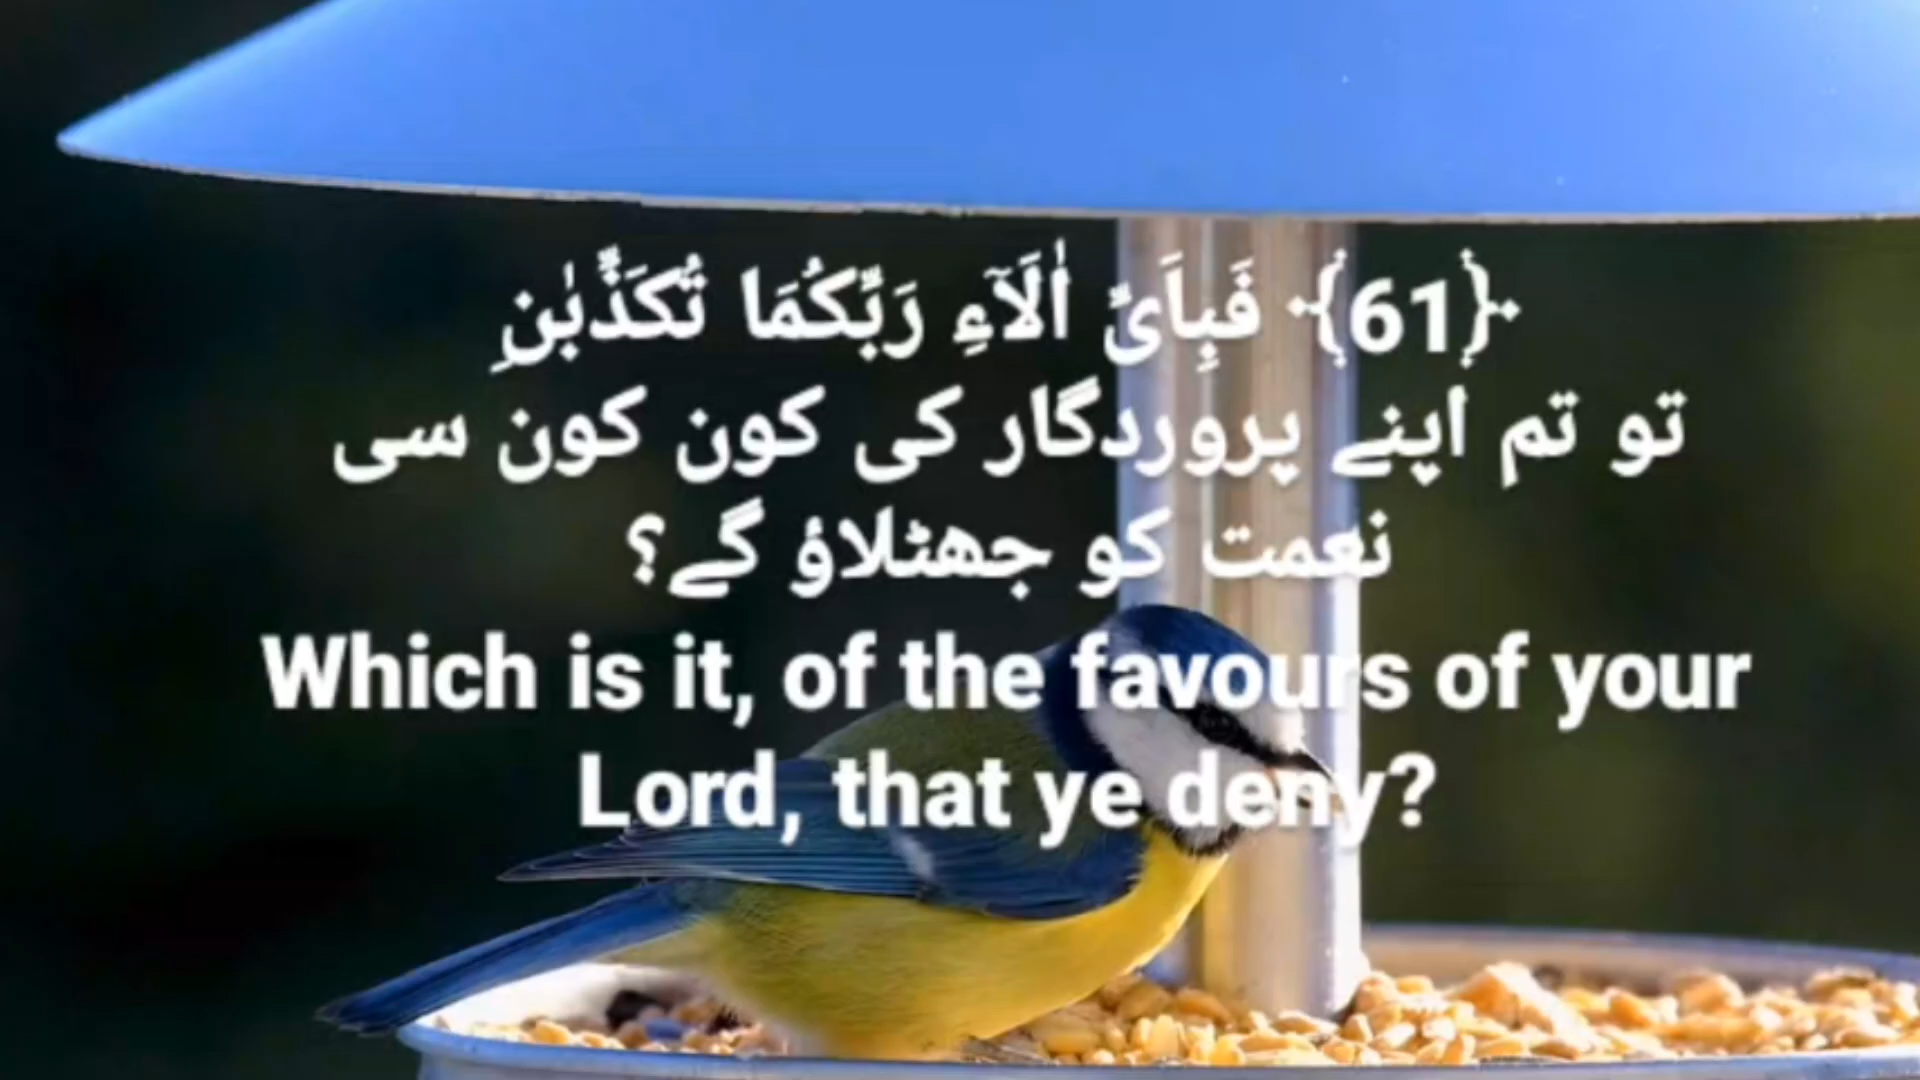 ﴿61﴾ فَبِاَیِّ اٰلَآءِ رَبِّكُمَا تُكَذِّبٰنِ
تو تم اپنے پروردگار کی کون کون سی
نعمت کو جھٹلاؤ گے؟
Which is it, of the favours of your
Lord, that ye deny?